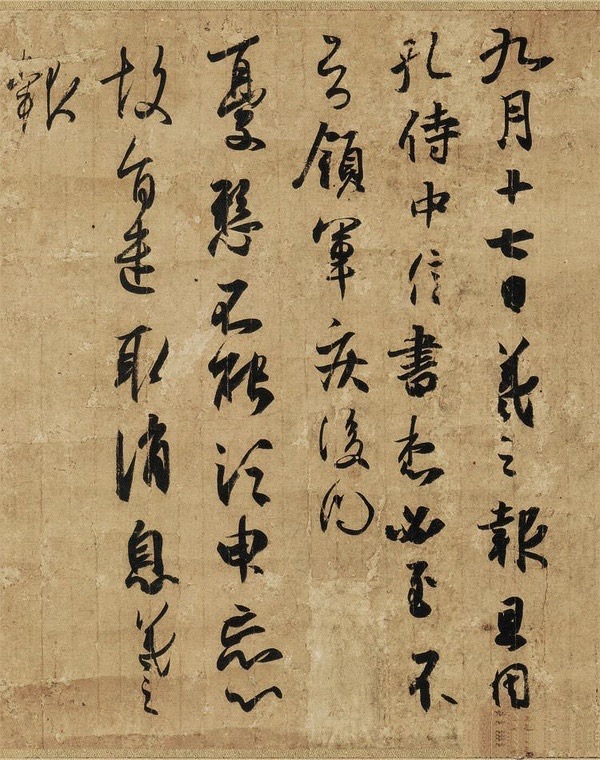 九月十七日羲之報且因
孔侍中信書想必至不
知領軍疾後問
憂懸不能須臾忘心
故旨遣取消息羲之
報